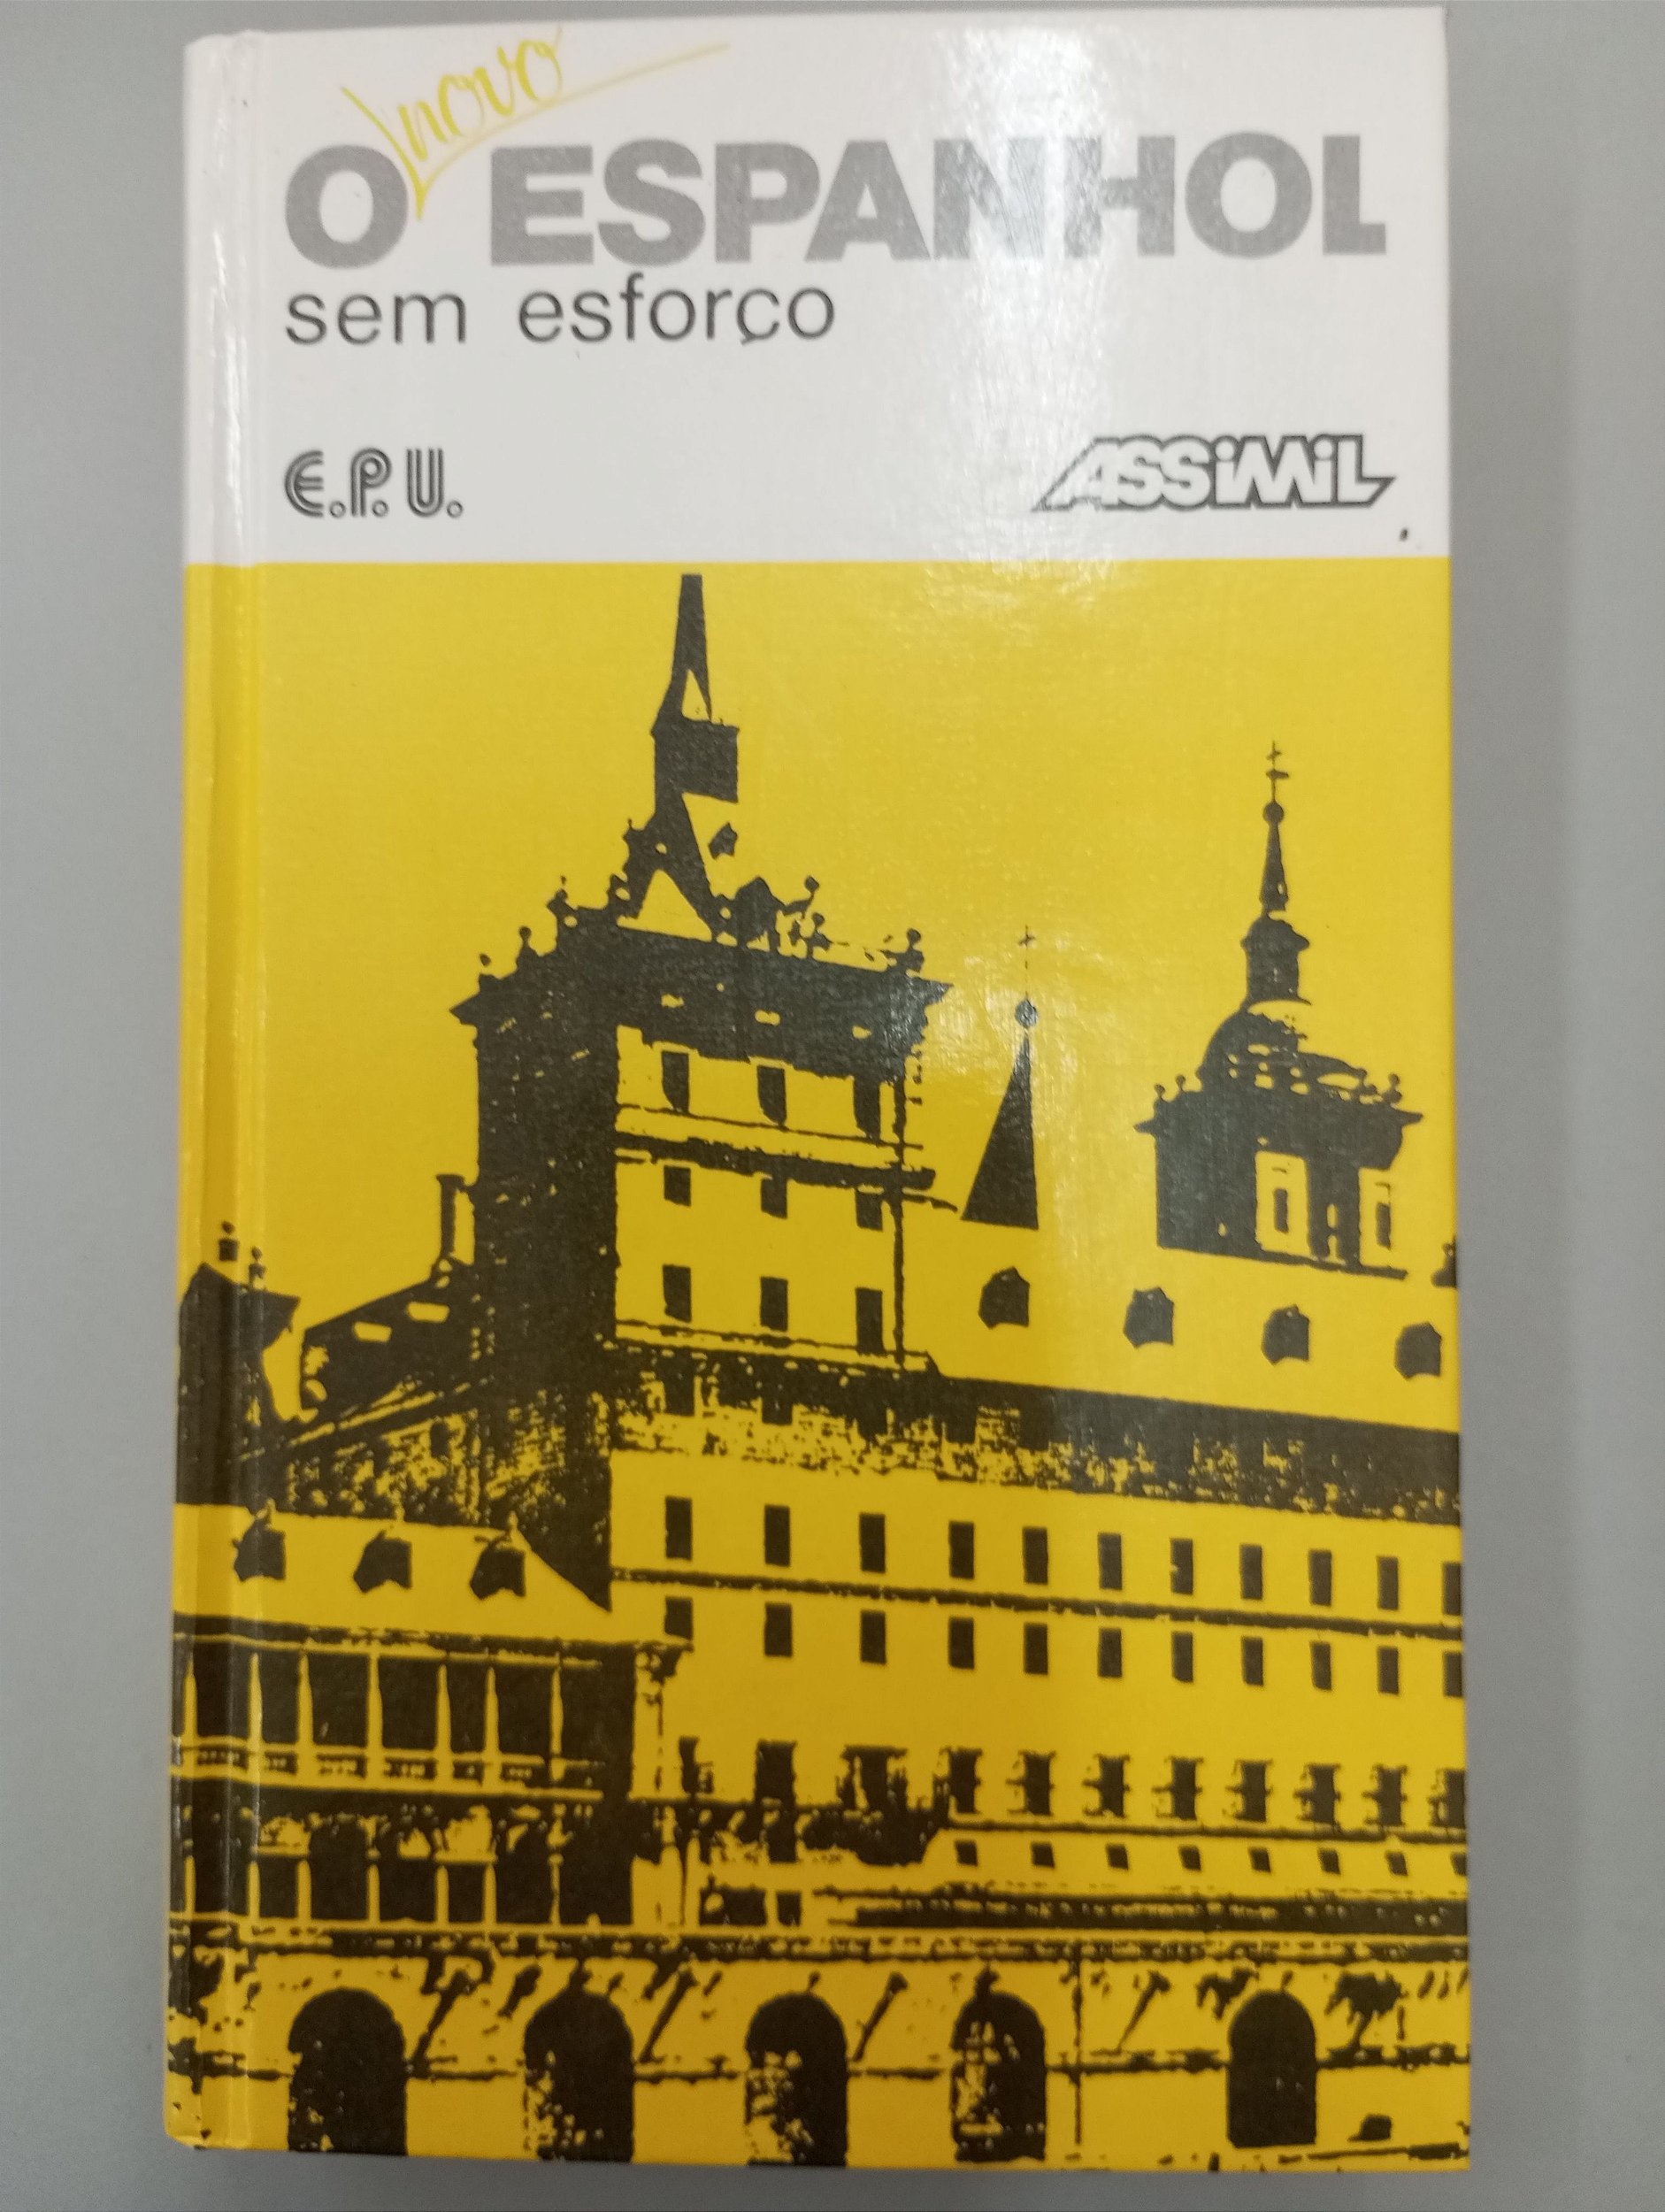 novo
O ESPANHOL
sem esforço
E.P.U. ASSiMiL